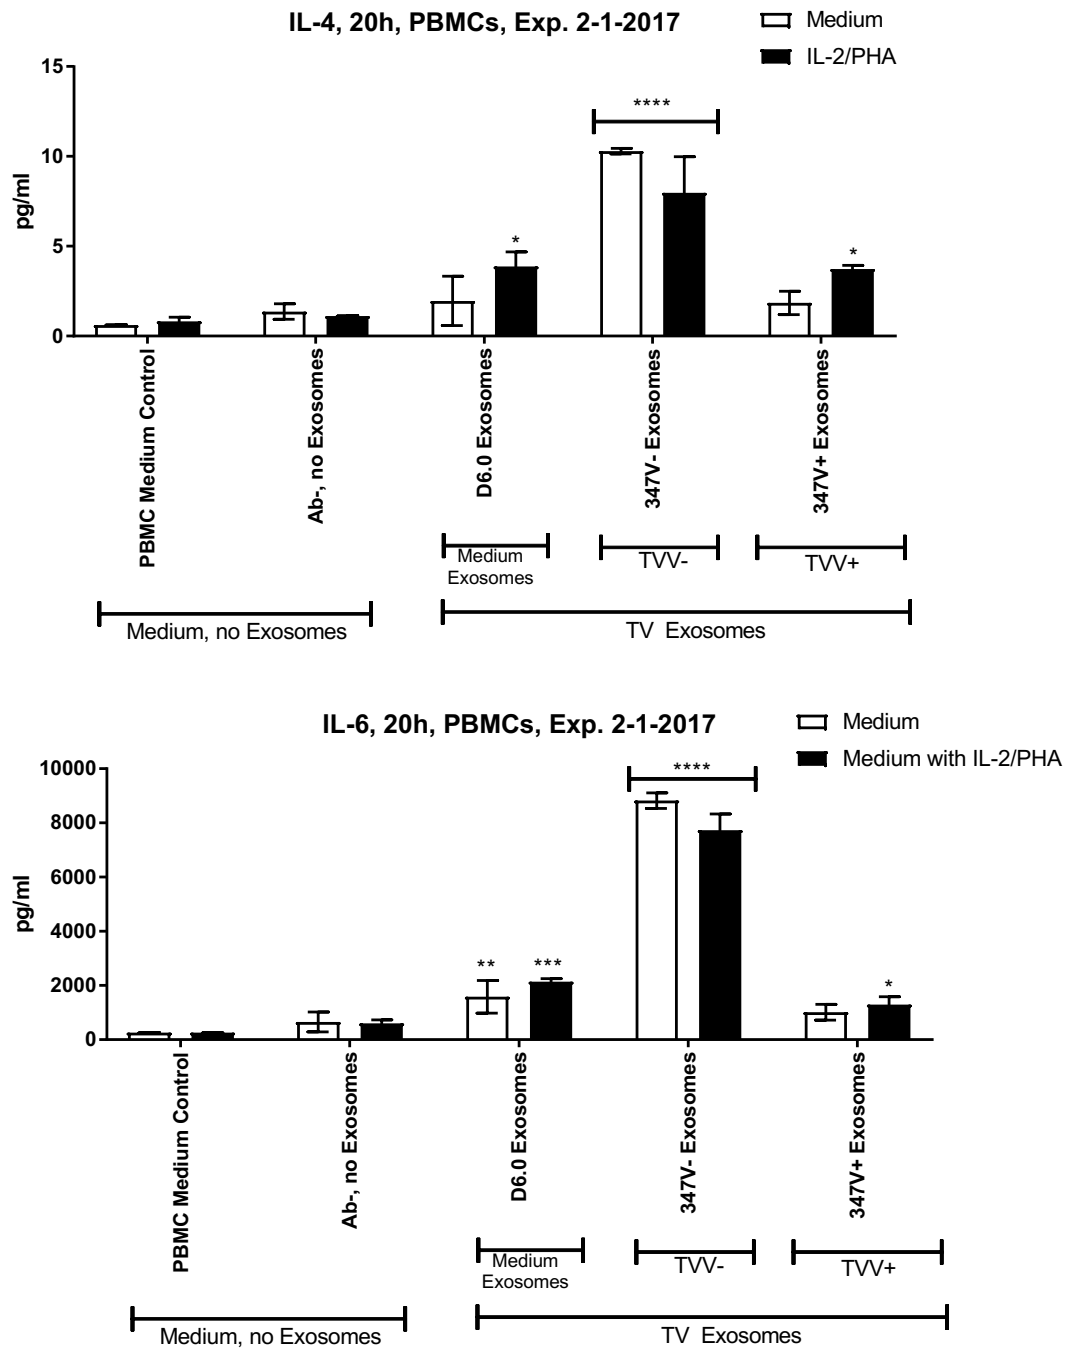 IL-4, 20h, PBMCs, Exp. 2-1-2017
Medium
IL-2/PHA
pg/ml
15
10
5
0
****
*
*
PBMC Medium Control
Ab-, no Exosomes
D6.0 Exosomes
347V- Exosomes
347V+ Exosomes
Medium
Exosomes
TVV-
TVV+
Medium, no Exosomes
TV Exosomes
IL-6, 20h, PBMCs, Exp. 2-1-2017
Medium
Medium with IL-2/PHA
pg/ml
10000
8000
6000
4000
2000
0
****
**
***
*
PBMC Medium Control
Ab-, no Exosomes
D6.0 Exosomes
347V- Exosomes
347V+ Exosomes
Medium
Exosomes
TVV-
TVV+
Medium, no Exosomes
TV Exosomes